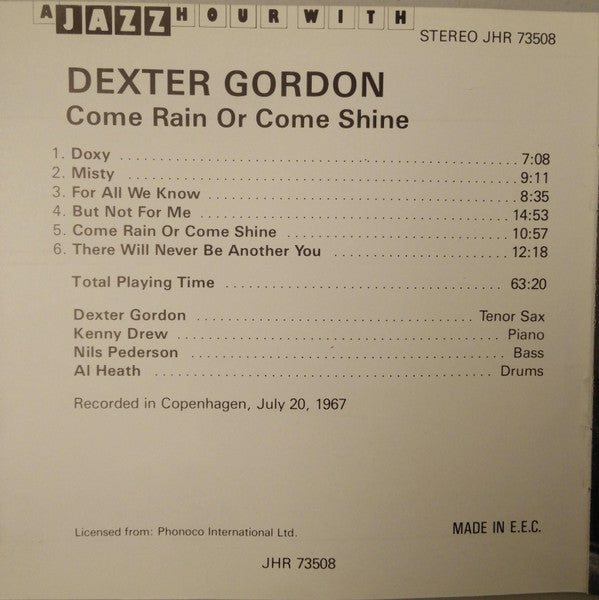 A JAZZ HOUR WITH
STEREO JHR 73508
DEXTER GORDON
Come Rain Or Come Shine
1. Doxy ........ 7:08
2. Misty ........ 9:11
3. For All We Know ........ 8:35
4. But Not For Me ........ 14:53
5. Come Rain Or Come Shine ........ 10:57
6. There Will Never Be Another You ........ 12:18
Total Playing Time ........ 63:20
Dexter Gordon ........ Tenor Sax
Kenny Drew ........ Piano
Nils Pederson ........ Bass
Al Heath ........ Drums
Recorded in Copenhagen, July 20, 1967
Licensed from: Phonoco International Ltd.
MADE IN E.E.C.
JHR 73508